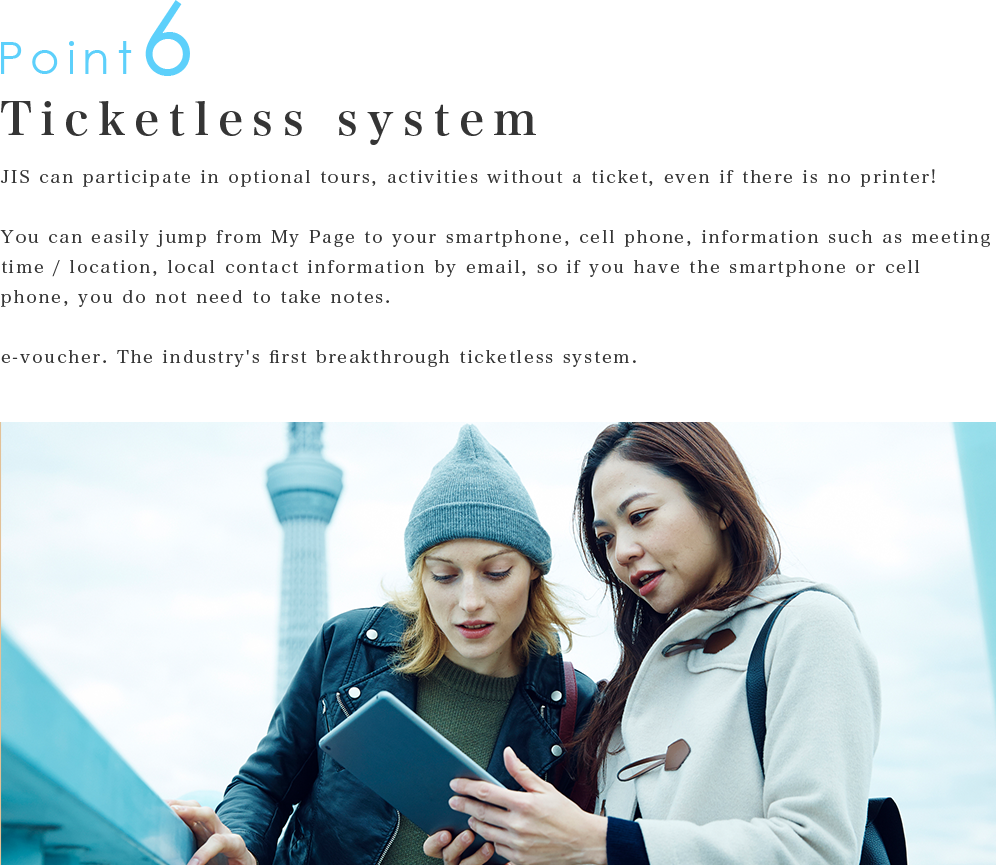 Point 6
Ticketless system
JIS can participate in optional tours, activities without a ticket, even if there is no printer!
You can easily jump from My Page to your smartphone, cell phone, information such as meeting
time / location, local contact information by email, so if you have the smartphone or cell
phone, you do not need to take notes.
e-voucher. The industry's first breakthrough ticketless system.